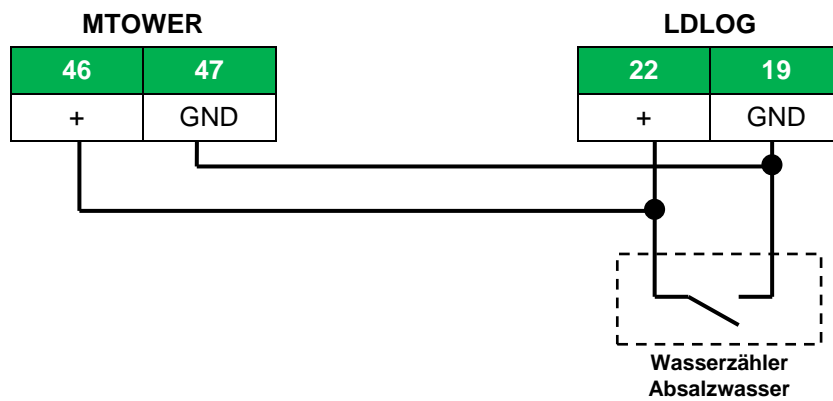 MTOWER
LDLOG
46 47
22 19
+ GND
+ GND
Wasserzähler
Absalzwasser